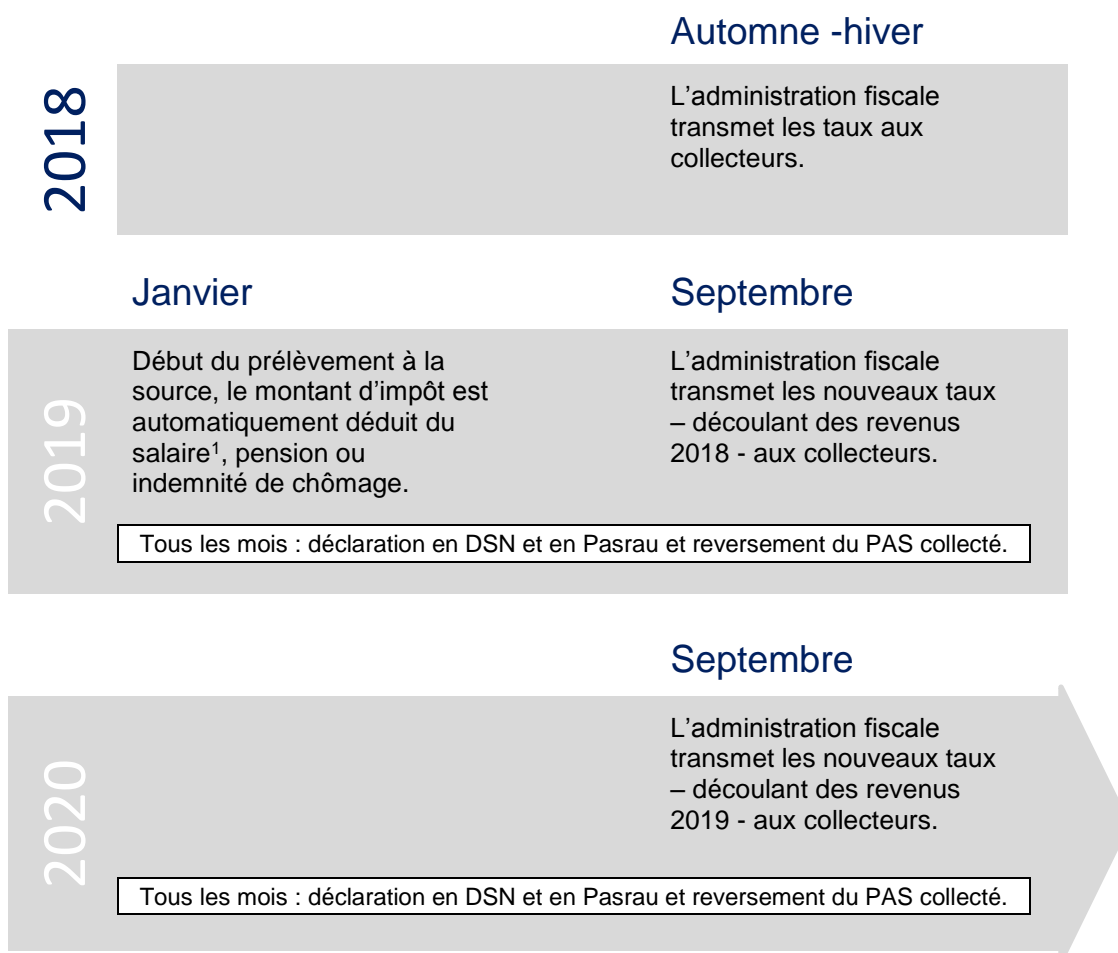 Automne -hiver
2018
L'administration fiscale
transmet les taux aux
collecteurs.
Janvier
Septembre
2019
Début du prélèvement à la
source, le montant d'impôt est
automatiquement déduit du
salaire¹, pension ou
indemnité de chômage.
L'administration fiscale
transmet les nouveaux taux
– découlant des revenus
2018 - aux collecteurs.
Tous les mois : déclaration en DSN et en Pasrau et reversement du PAS collecté.
Septembre
2020
L'administration fiscale
transmet les nouveaux taux
– découlant des revenus
2019 - aux collecteurs.
Tous les mois : déclaration en DSN et en Pasrau et reversement du PAS collecté.